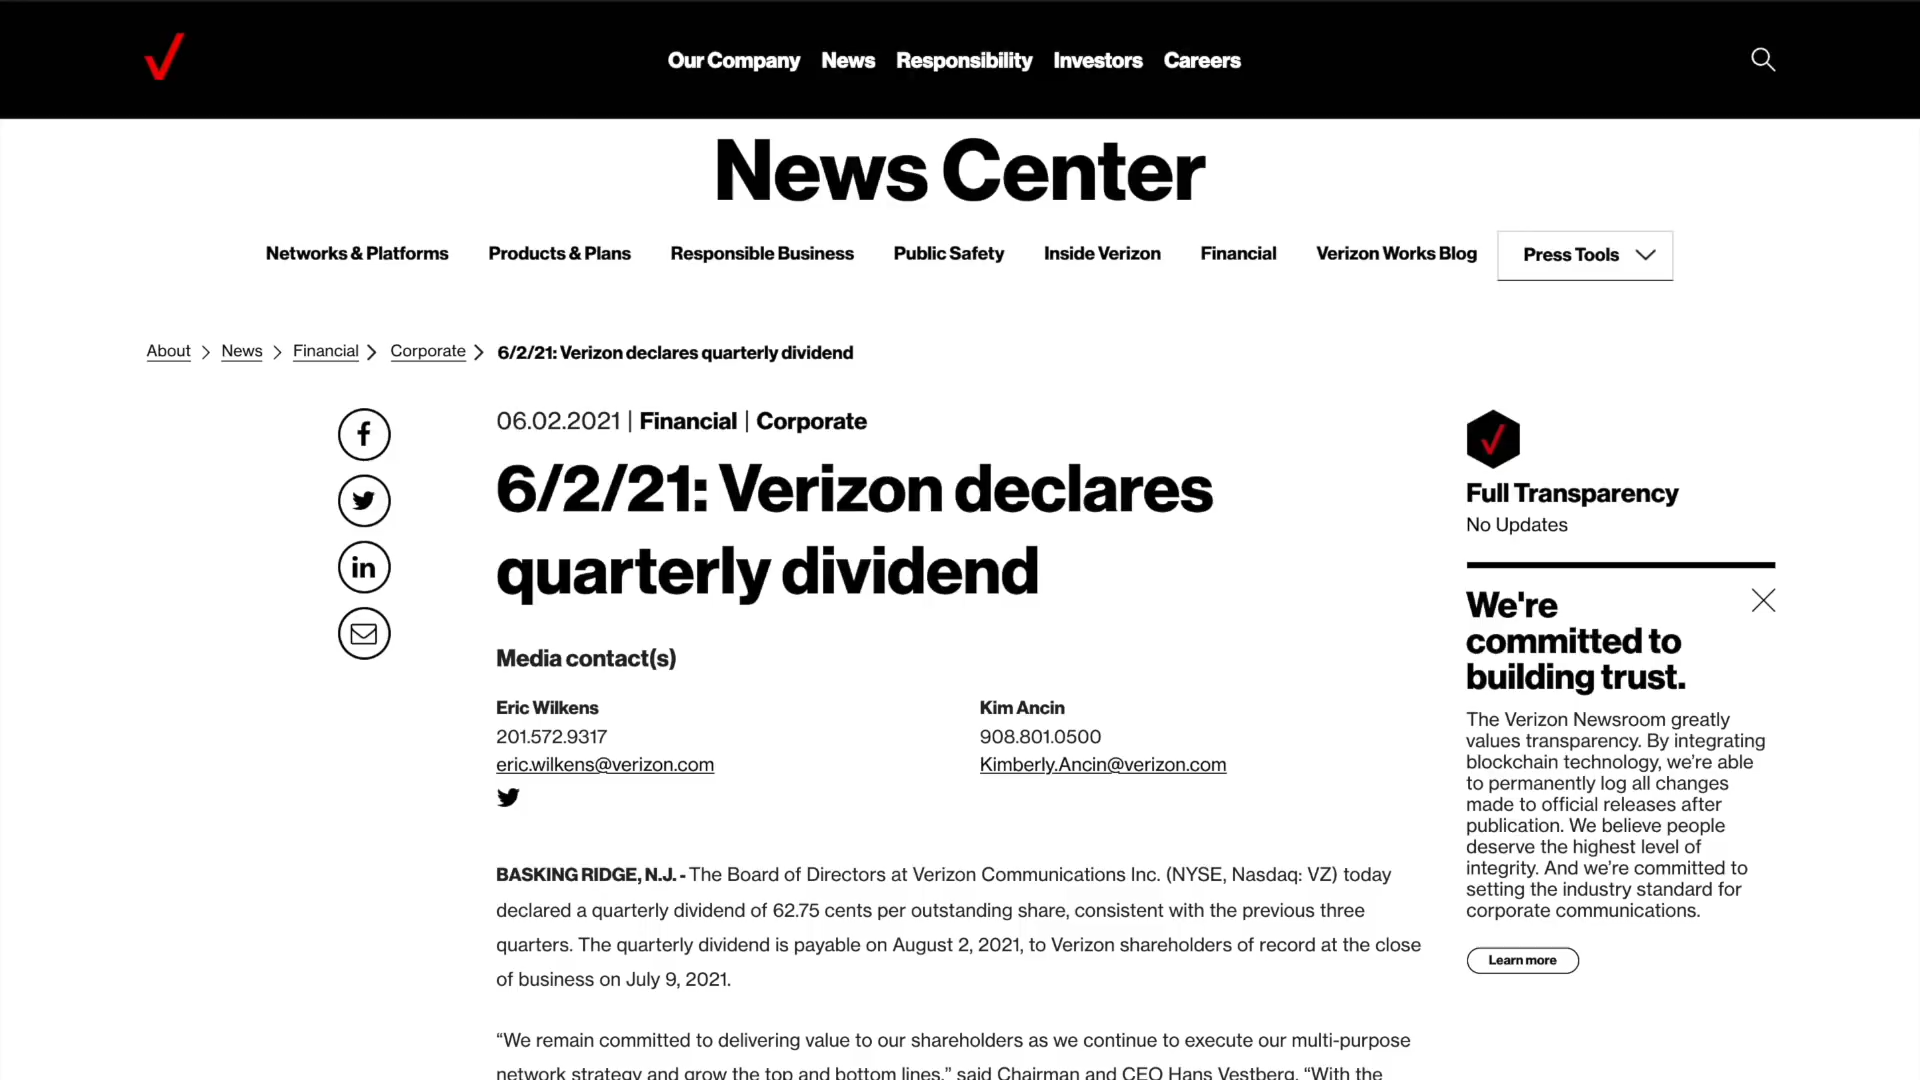 Our Company News Responsibility Investors Careers
News Center
Networks & Platforms Products & Plans Responsible Business Public Safety Inside Verizon Financial Verizon Works Blog Press Tools
About News Financial Corporate 6/2/21: Verizon declares quarterly dividend
06.02.2021 | Financial | Corporate
6/2/21: Verizon declares
quarterly dividend
Media contact(s)
Eric Wilkens
201.572.9317
eric.wilkens@verizon.com
Kim Ancin
908.801.0500
Kimberly.Ancin@verizon.com
BASKING RIDGE, N.J. - The Board of Directors at Verizon Communications Inc. (NYSE, Nasdaq: VZ) today
declared a quarterly dividend of 62.75 cents per outstanding share, consistent with the previous three
quarters. The quarterly dividend is payable on August 2, 2021, to Verizon shareholders of record at the close
of business on July 9, 2021.
“We remain committed to delivering value to our shareholders as we continue to execute our multi-purpose
network strategy and grow the top and bottom lines,” said Chairman and CEO Hans Vestberg. “With the
Full Transparency
No Updates
We're
committed to
building trust.
The Verizon Newsroom greatly
values transparency. By integrating
blockchain technology, we’re able
to permanently log all changes
made to official releases after
publication. We believe people
deserve the highest level of
integrity. And we’re committed to
setting the industry standard for
corporate communications.
Learn more